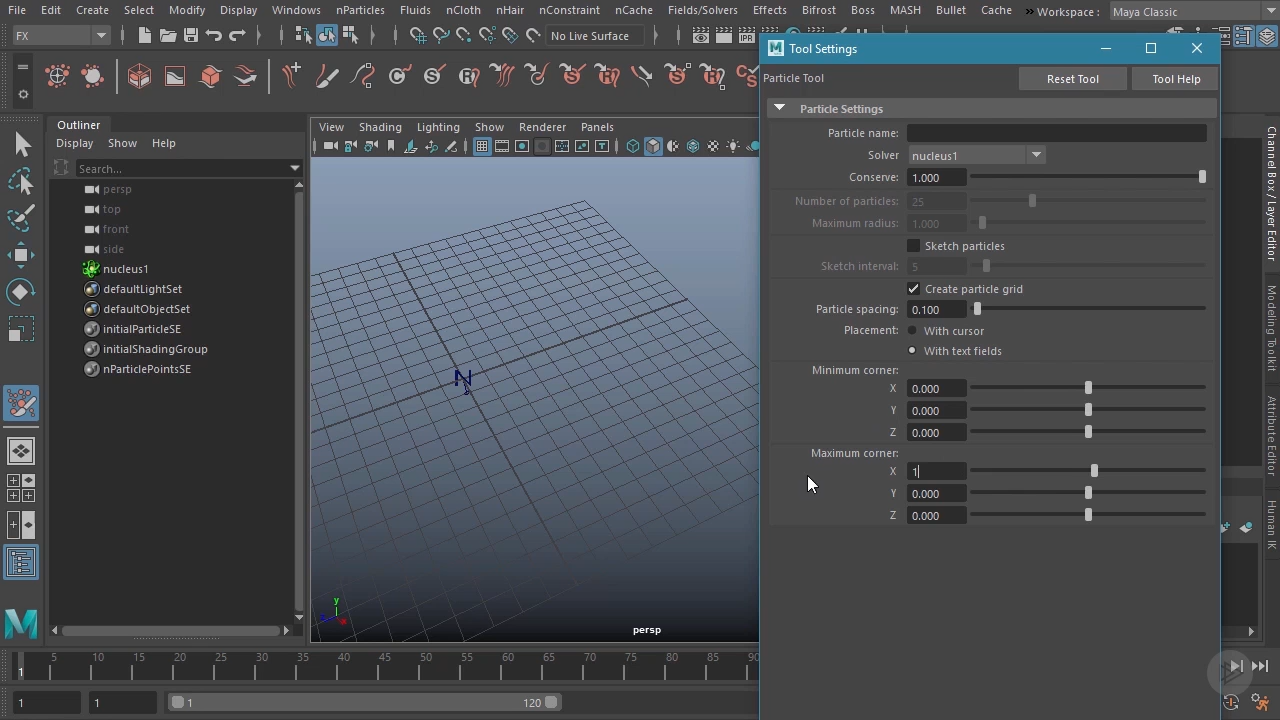 File Edit Create Select Modify Display Windows nParticles Fluids nCloth nHair nConstraint nCache Fields/Solvers Effects Bifrost Boss MASH Bullet Cache » Workspace : Maya Classic
FX No Live Surface IPR
Tool Settings
Particle Tool Reset Tool Tool Help
Particle Settings
Particle name:
Solver nucleus1
Conserve: 1.000
Number of particles: 25
Maximum radius: 1.000
Sketch particles
Sketch interval: 5
Create particle grid
Particle spacing: 0.100
Placement: With cursor
With text fields
Minimum corner:
X 0.000
Y 0.000
Z 0.000
Maximum corner:
X 1
Y 0.000
Z 0.000
Outliner
Display Show Help
Search...
persp
top
front
side
nucleus1
defaultLightSet
defaultObjectSet
initialParticleSE
initialShadingGroup
nParticlePointsSE
View Shading Lighting Show Renderer Panels
N
y
persp
Channel Box / Layer Editor
Modeling Toolkit
Attribute Editor
Human IK
1 5 10 15 20 25 30 35 40 45 50 55 60 65 70 75 80 85 90
1 1 1 120